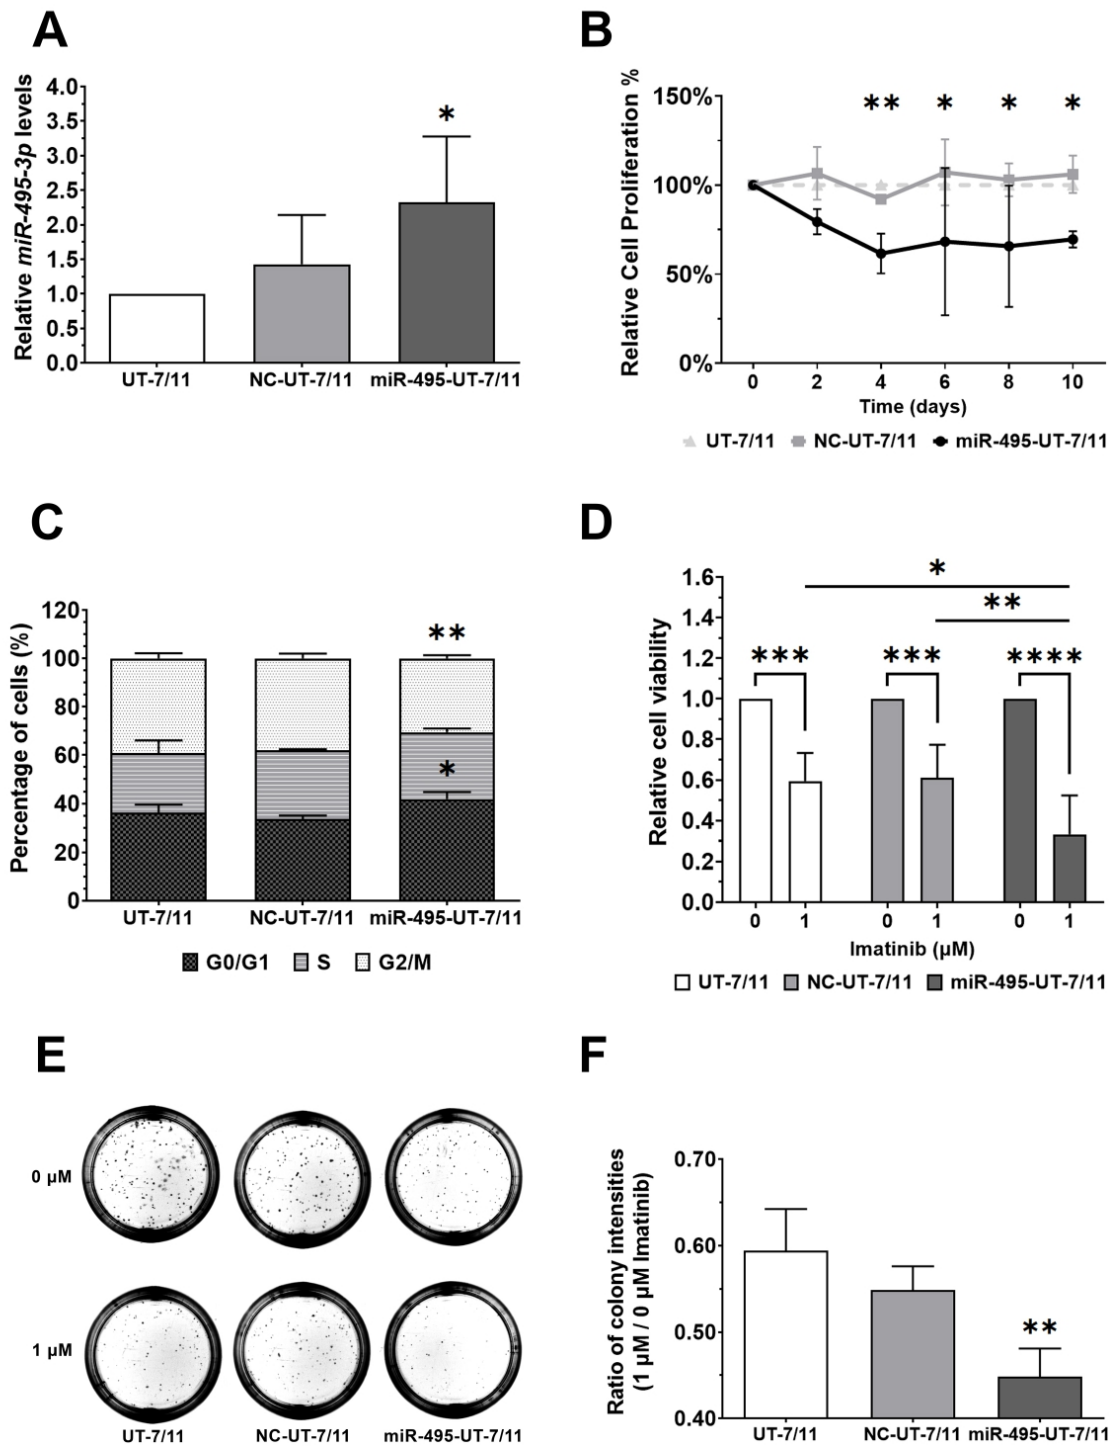 A
Relative miR-495-3p levels
4.0
3.5
3.0
2.5
2.0
1.5
1.0
0.5
0.0
*
UT-7/11 NC-UT-7/11 miR-495-UT-7/11
B
Relative Cell Proliferation %
150%
100%
50%
0%
** * * *
0 2 4 6 8 10
Time (days)
UT-7/11 NC-UT-7/11 miR-495-UT-7/11
C
Percentage of cells (%)
120
100
80
60
40
20
0
**
*
UT-7/11 NC-UT-7/11 miR-495-UT-7/11
G0/G1 S G2/M
D
Relative cell viability
1.6
1.4
1.2
1.0
0.8
0.6
0.4
0.2
0.0
*
**
*** *** ****
0 1 0 1 0 1
Imatinib (µM)
UT-7/11 NC-UT-7/11 miR-495-UT-7/11
E
0 µM
1 µM
UT-7/11 NC-UT-7/11 miR-495-UT-7/11
F
Ratio of colony intensities
(1 µM / 0 µM Imatinib)
0.70
0.60
0.50
0.40
**
UT-7/11 NC-UT-7/11 miR-495-UT-7/11